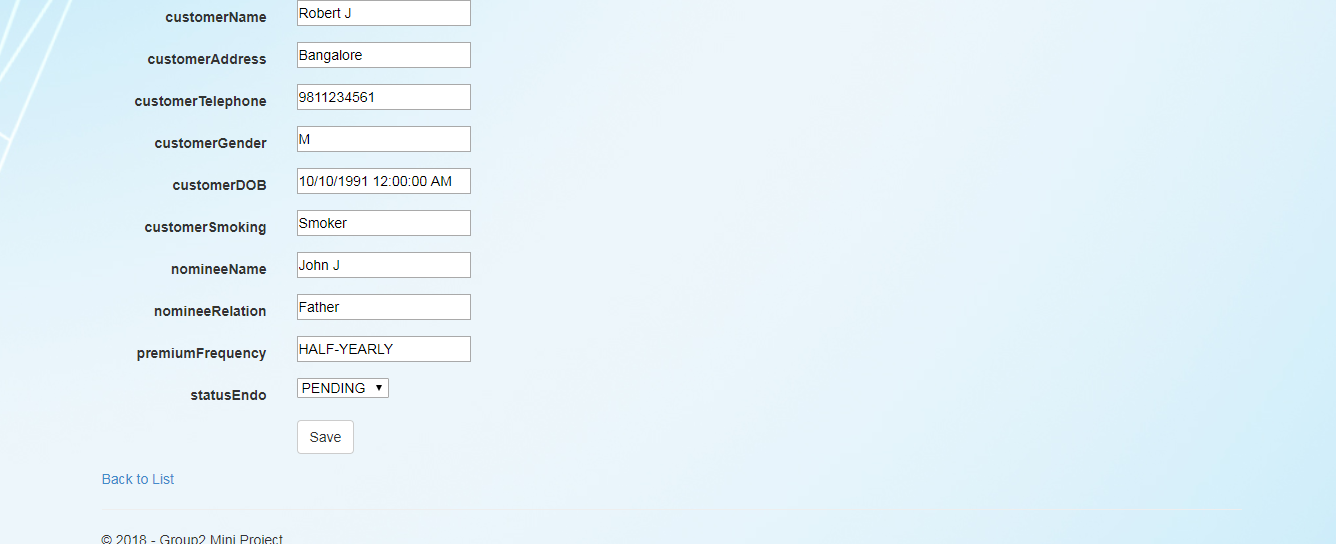 customerName Robert J
customerAddress Bangalore
customerTelephone 9811234561
customerGender M
customerDOB 10/10/1991 12:00:00 AM
customerSmoking Smoker
nomineeName John J
nomineeRelation Father
premiumFrequency HALF-YEARLY
statusEndo PENDING
Save
Back to List
© 2018 - Group2 Mini Project